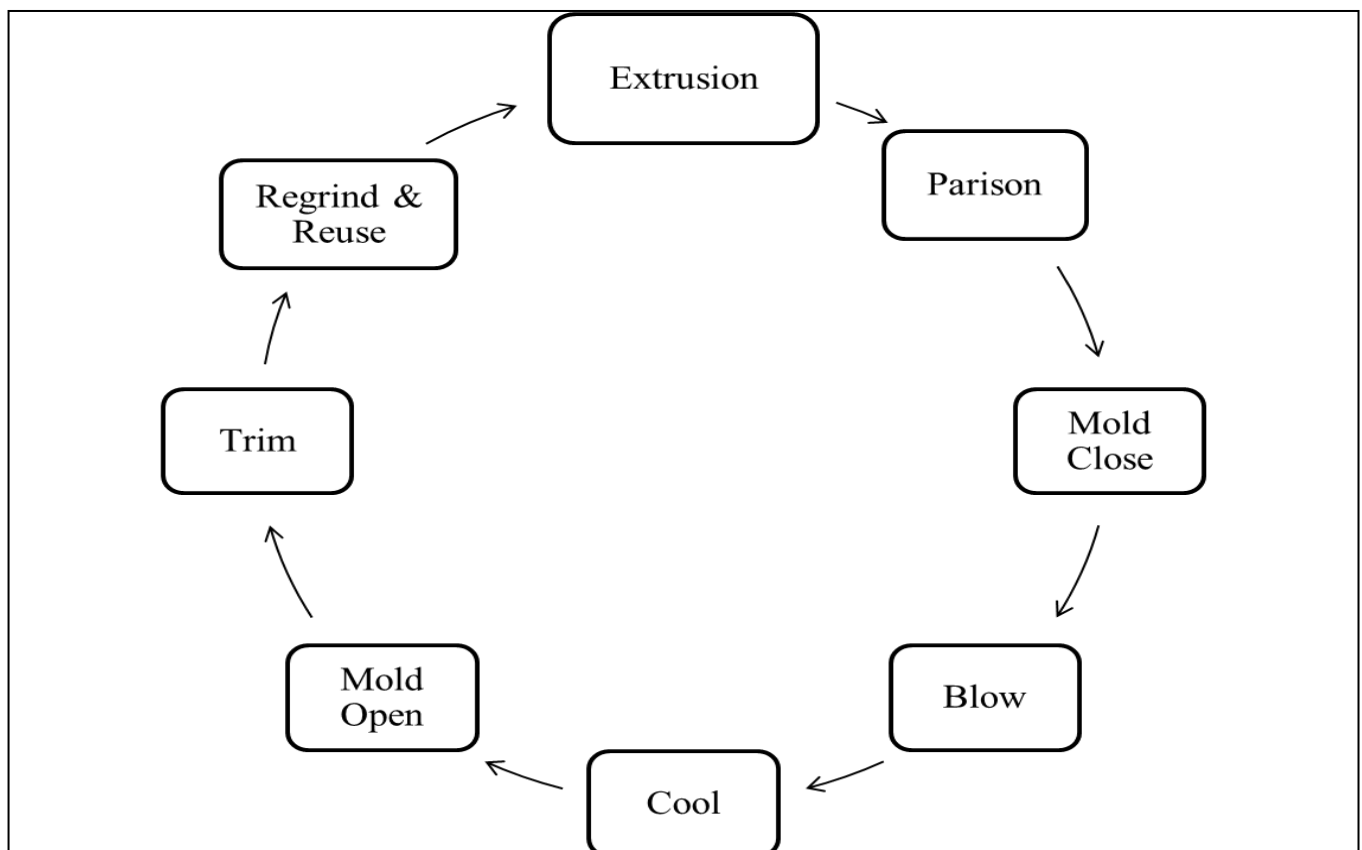 Extrusion
Parison
Mold
Close
Blow
Cool
Mold
Open
Trim
Regrind &
Reuse